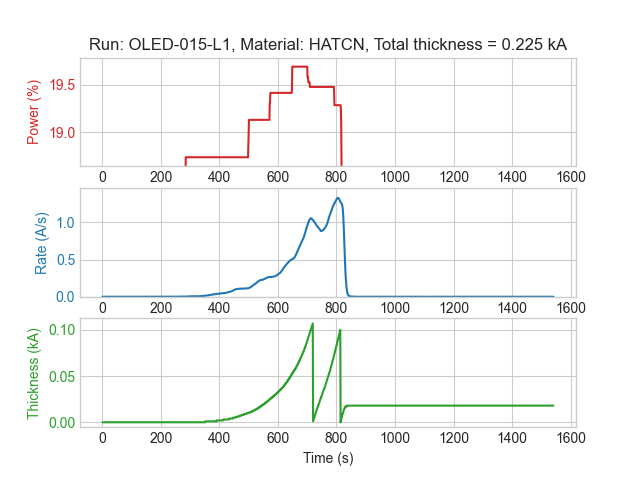 Run: OLED-015-L1, Material: HATCN, Total thickness = 0.225 kA
Power (%)
19.5
19.0
0 200 400 600 800 1000 1200 1400 1600
Rate (A/s)
1.0
0.5
0.0
0 200 400 600 800 1000 1200 1400 1600
Thickness (kA)
0.10
0.05
0.00
0 200 400 600 800 1000 1200 1400 1600
Time (s)